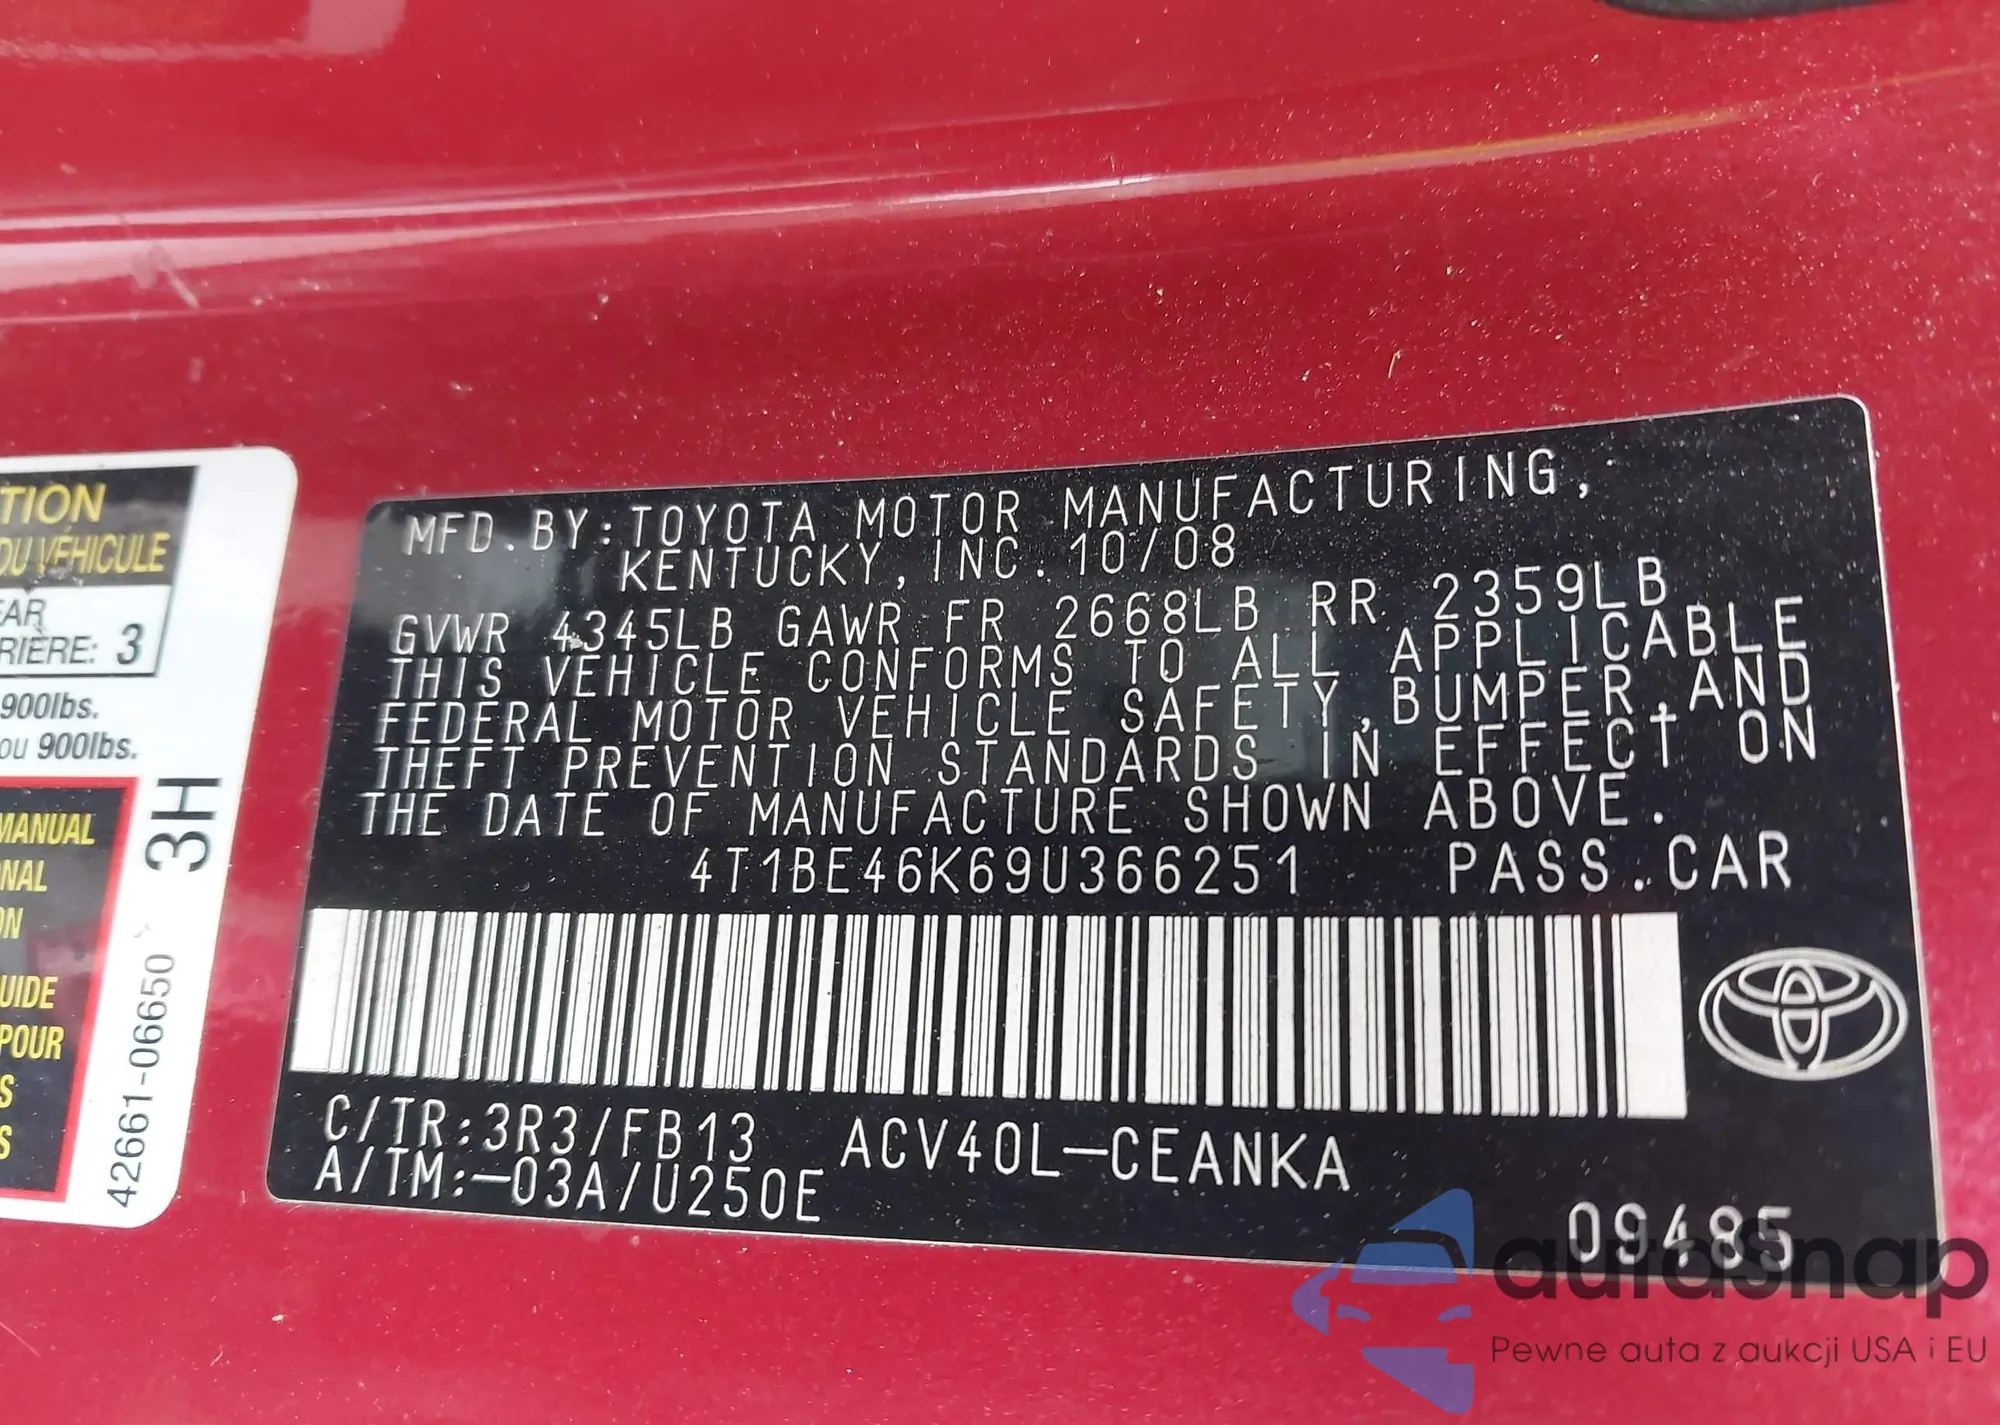 TION
DU VÉHICULE
EAR
RIÈRE: 3
900lbs.
ou 900lbs.
MANUAL
NAL
ON
UIDE
POUR
S
S
3H
42661-06650
MFD.BY:TOYOTA MOTOR MANUFACTURING,
KENTUCKY,INC.10/08
GVWR 4345LB GAWR FR 2668LB RR 2359LB
THIS VEHICLE CONFORMS TO ALL APPLICABLE
FEDERAL MOTOR VEHICLE SAFETY,BUMPER,AND
THEFT PREVENTION STANDARDS IN EFFECT ON
THE DATE OF MANUFACTURE SHOWN ABOVE.
4T1BE46K69U366251 PASS.CAR
C/TR:3R3/FB13 ACV40L-CEANKA
A/TM:-03A/U250E
09485
autosnap
Pewne auta z aukcji USA i EU